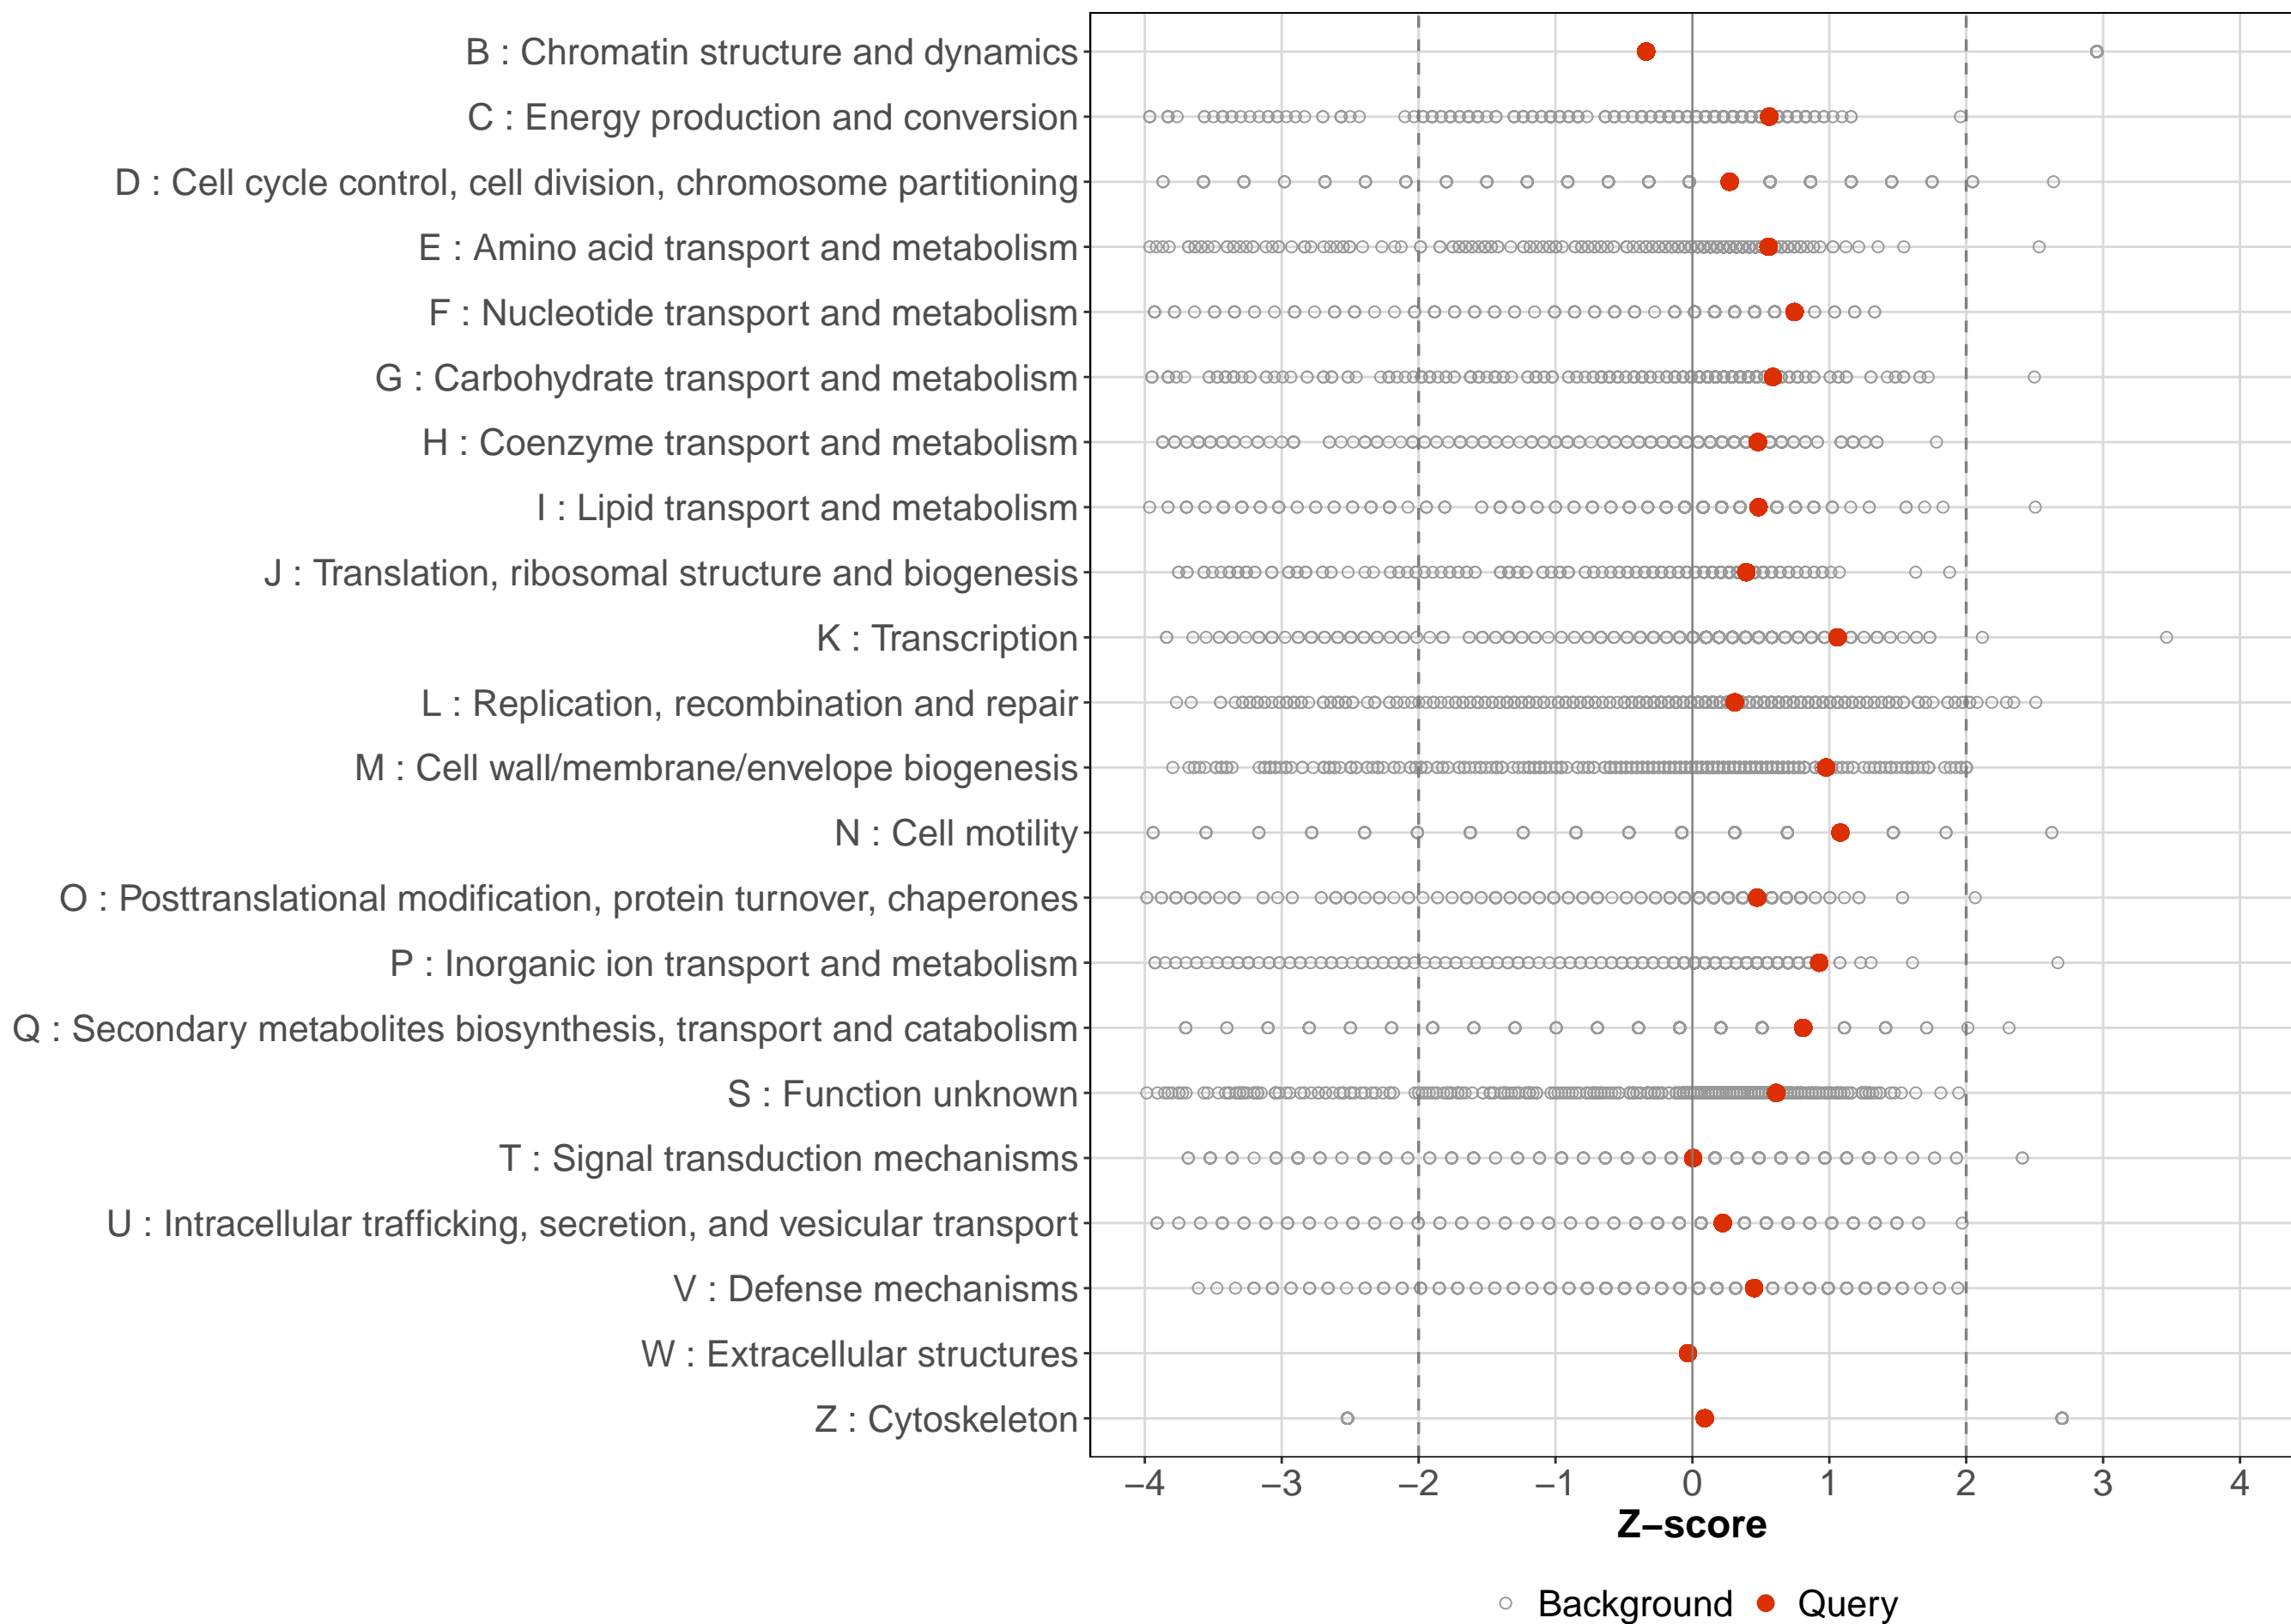 B : Chromatin structure and dynamics
C : Energy production and conversion
D : Cell cycle control, cell division, chromosome partitioning
E : Amino acid transport and metabolism
F : Nucleotide transport and metabolism
G : Carbohydrate transport and metabolism
H : Coenzyme transport and metabolism
I : Lipid transport and metabolism
J : Translation, ribosomal structure and biogenesis
K : Transcription
L : Replication, recombination and repair
M : Cell wall/membrane/envelope biogenesis
N : Cell motility
O : Posttranslational modification, protein turnover, chaperones
P : Inorganic ion transport and metabolism
Q : Secondary metabolites biosynthesis, transport and catabolism
S : Function unknown
T : Signal transduction mechanisms
U : Intracellular trafficking, secretion, and vesicular transport
V : Defense mechanisms
W : Extracellular structures
Z : Cytoskeleton
−4 −3 −2 −1 0 1 2 3 4
Z−score
Background Query